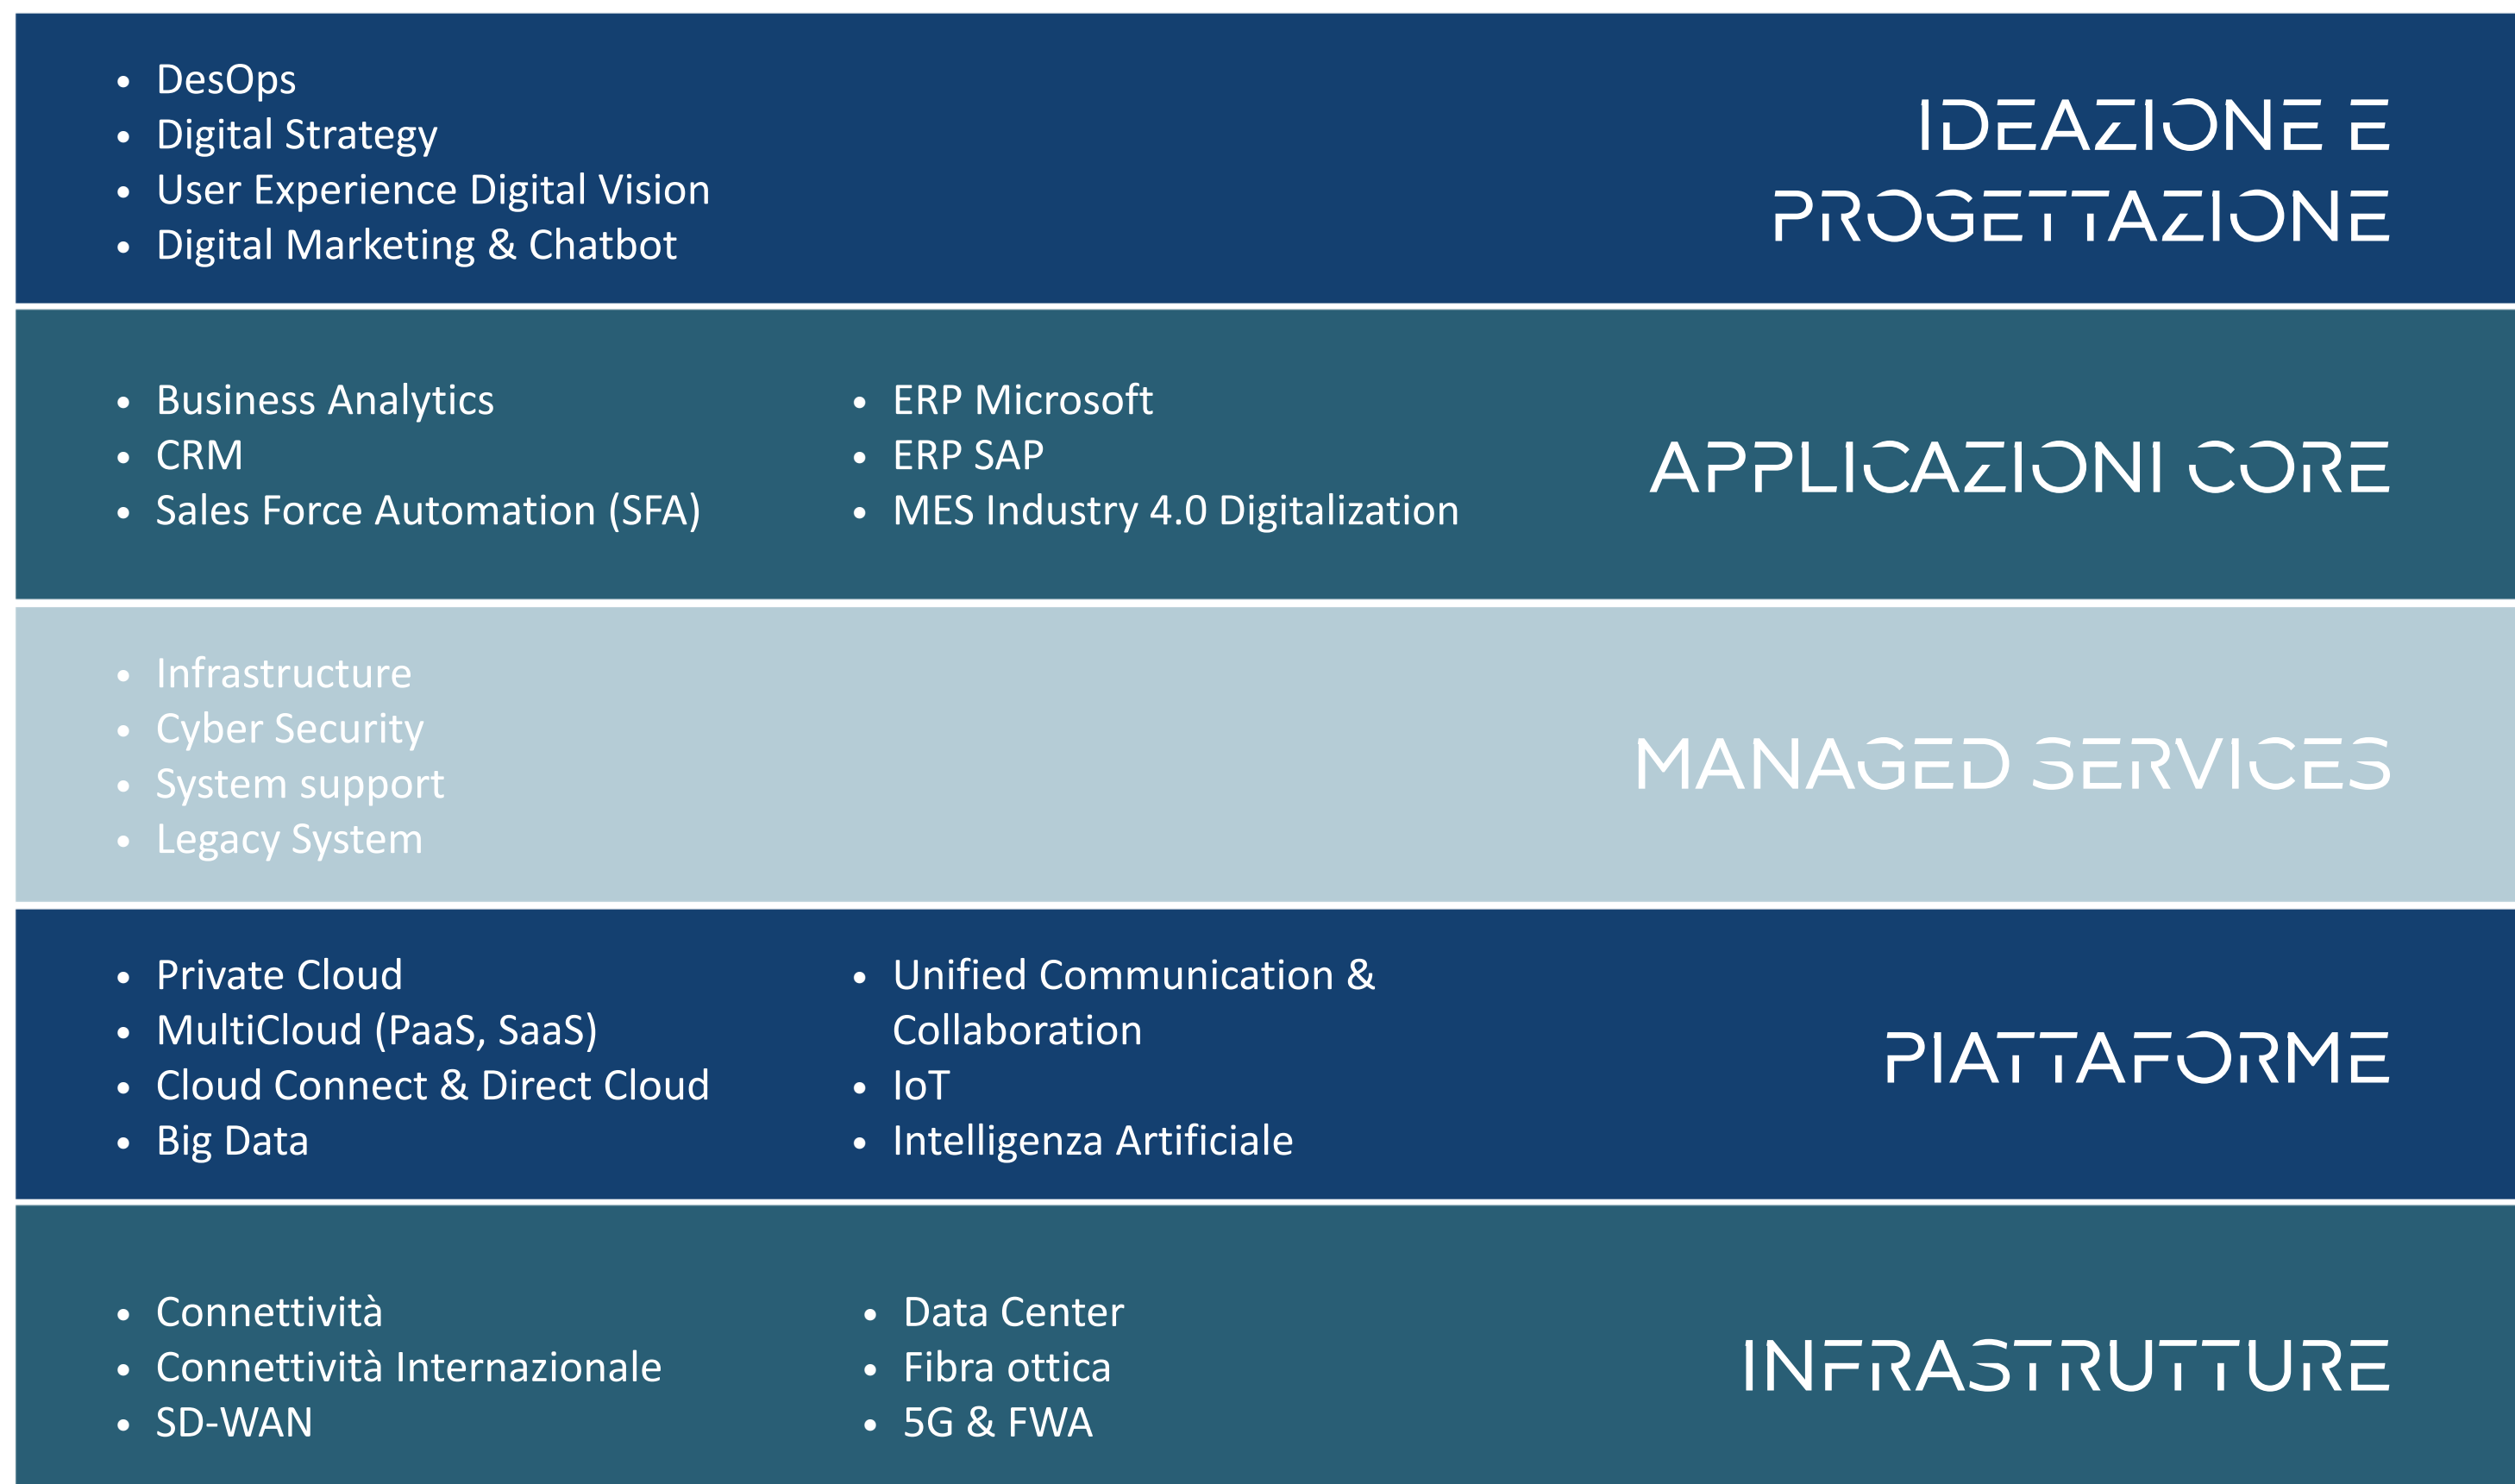 • DesOps
• Digital Strategy
• User Experience Digital Vision
• Digital Marketing & Chatbot
IDEAZIONE E
PROGETTAZIONE
• Business Analytics
• CRM
• Sales Force Automation (SFA)
• ERP Microsoft
• ERP SAP
• MES Industry 4.0 Digitalization
APPLICAZIONI CORE
• Infrastructure
• Cyber Security
• System support
• Legacy System
MANAGED SERVICES
• Private Cloud
• MultiCloud (PaaS, SaaS)
• Cloud Connect & Direct Cloud
• Big Data
• Unified Communication &
Collaboration
• IoT
• Intelligenza Artificiale
PIATTAFORME
• Connettività
• Connettività Internazionale
• SD-WAN
• Data Center
• Fibra ottica
• 5G & FWA
INFRASTRUTTURE